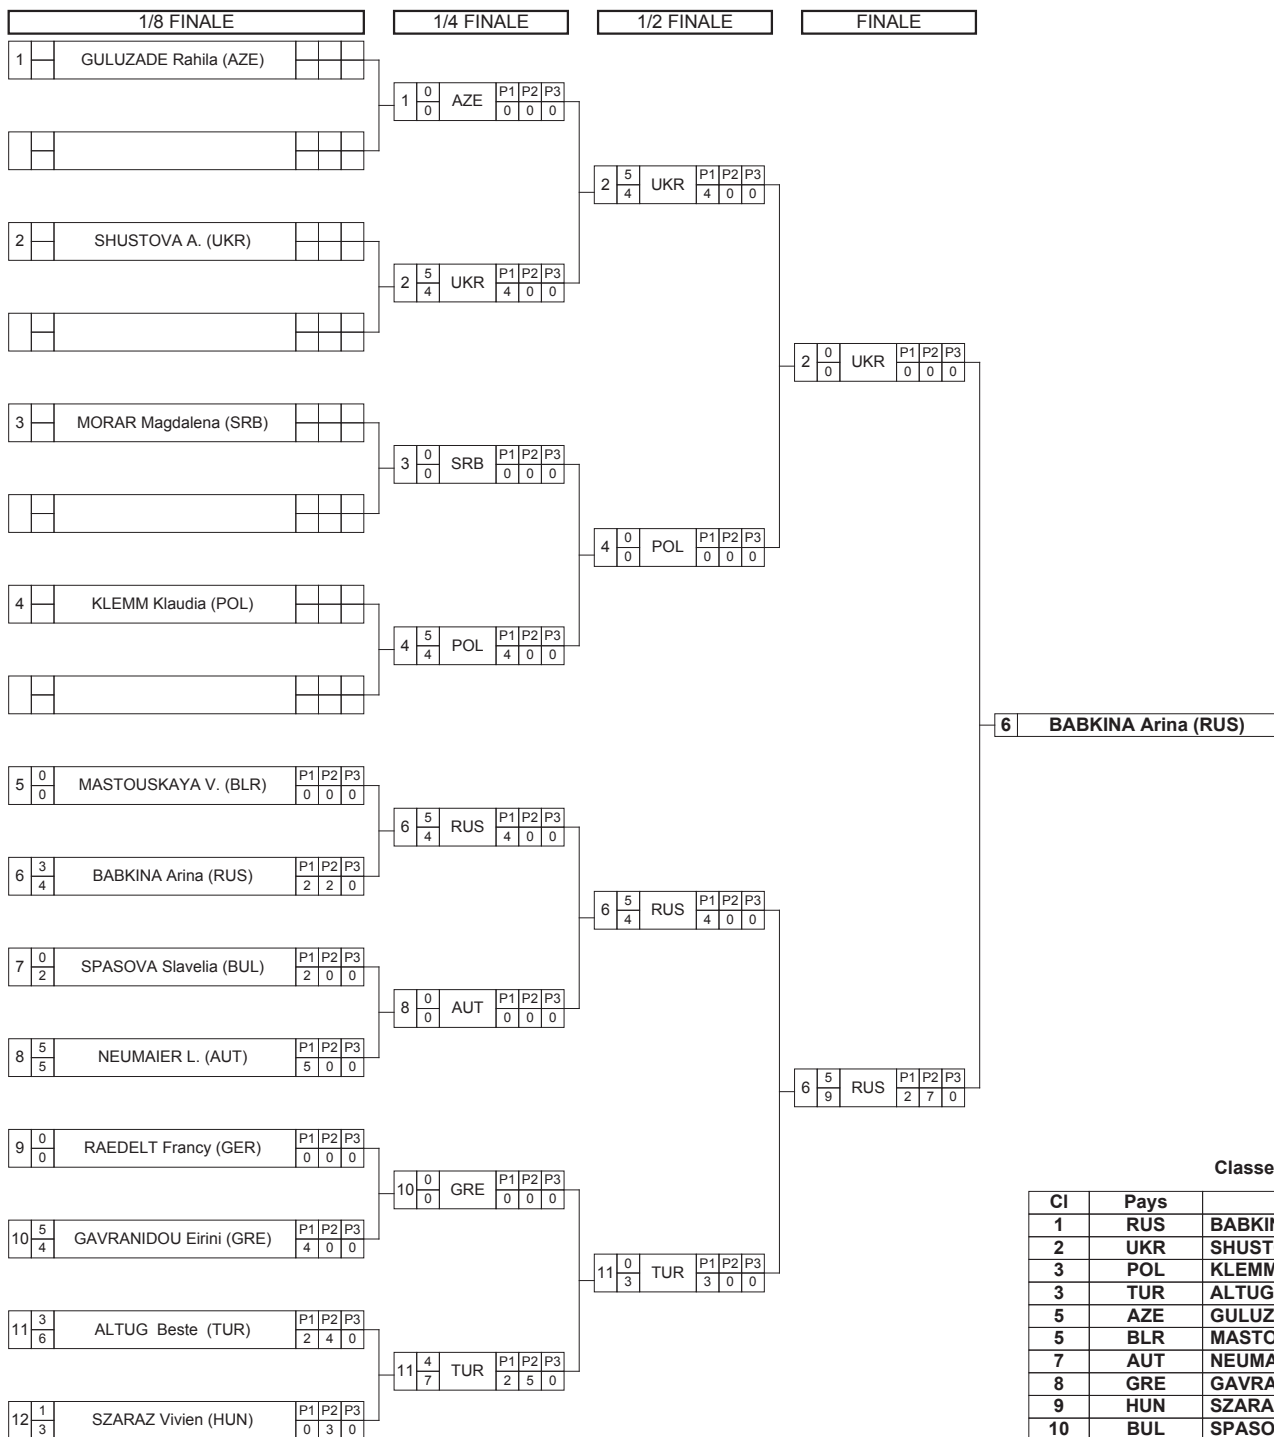 1/8 FINALE 1/4 FINALE 1/2 FINALE FINALE
1 GULUZADE Rahila (AZE)
1 0 AZE P1 P2 P3
0 0 0 0
2 5 UKR P1 P2 P3
4 4 0 0
2 SHUSTOVA A. (UKR)
2 5 UKR P1 P2 P3
4 4 0 0
2 0 UKR P1 P2 P3
0 0 0 0
3 MORAR Magdalena (SRB)
3 0 SRB P1 P2 P3
0 0 0 0
4 0 POL P1 P2 P3
0 0 0 0
4 KLEMM Klaudia (POL)
4 5 POL P1 P2 P3
4 4 0 0
6 BABKINA Arina (RUS)
5 0 MASTOUSKAYA V. (BLR) P1 P2 P3
0 0 0 0
6 5 RUS P1 P2 P3
4 4 0 0
6 3 BABKINA Arina (RUS) P1 P2 P3
4 2 2 0
6 5 RUS P1 P2 P3
4 4 0 0
7 0 SPASOVA Slavelia (BUL) P1 P2 P3
2 2 0 0
8 0 AUT P1 P2 P3
0 0 0 0
8 5 NEUMAIER L. (AUT) P1 P2 P3
5 5 0 0
6 5 RUS P1 P2 P3
9 2 7 0
9 0 RAEDELT Francy (GER) P1 P2 P3
0 0 0 0
10 0 GRE P1 P2 P3
0 0 0 0
10 5 GAVRANIDOU Eirini (GRE) P1 P2 P3
4 4 0 0
11 0 TUR P1 P2 P3
3 3 0 0
11 3 ALTUG Beste (TUR) P1 P2 P3
6 2 4 0
11 4 TUR P1 P2 P3
7 2 5 0
12 1 SZARAZ Vivien (HUN) P1 P2 P3
3 0 3 0
Classe
Cl Pays
1 RUS BABKIN
2 UKR SHUST
3 POL KLEMM
3 TUR ALTUG
5 AZE GULUZ
5 BLR MASTO
7 AUT NEUMA
8 GRE GAVRA
9 HUN SZARA
10 BUL SPASO